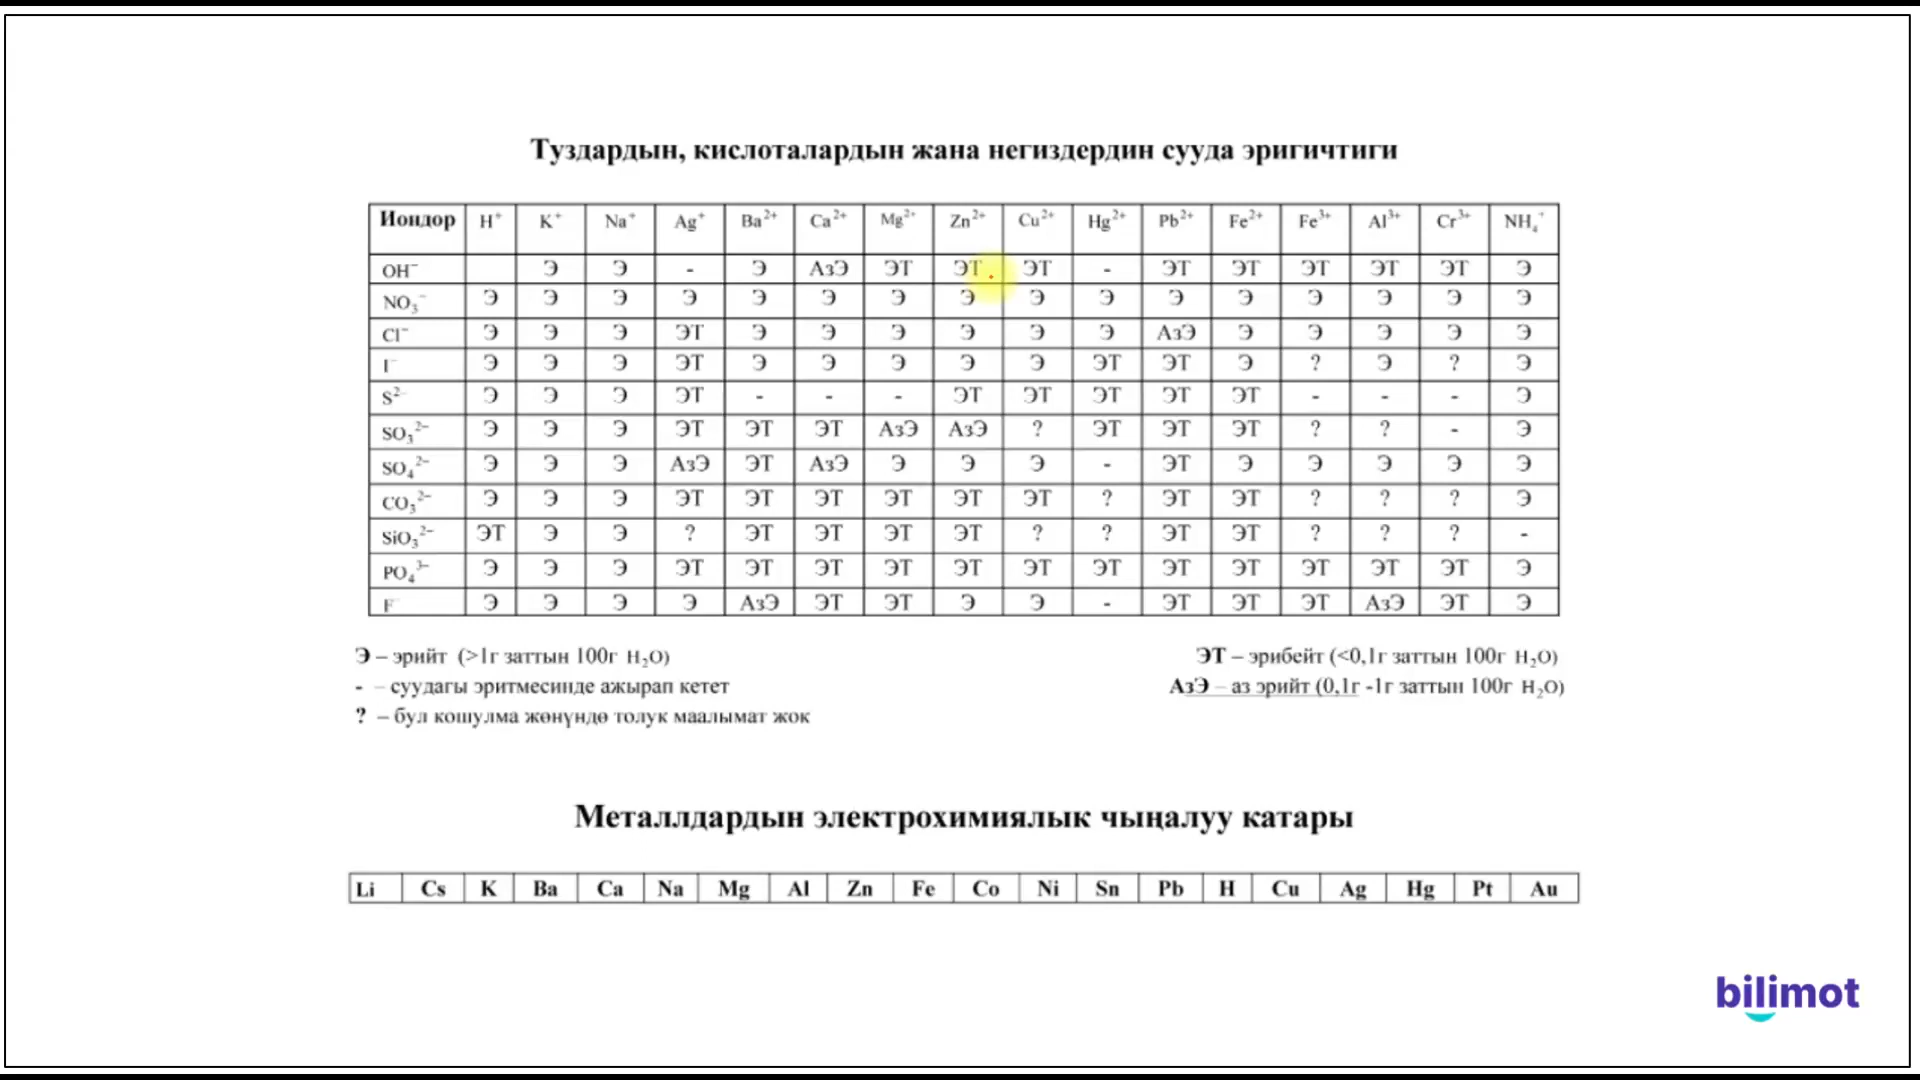 Туздардын, кислоталардын жана негиздердин сууда эригичтиги
Иондор H⁺ K⁺ Na⁺ Ag⁺ Ba²⁺ Ca²⁺ Mg²⁺ Zn²⁺ Cu²⁺ Hg²⁺ Pb²⁺ Fe²⁺ Fe³⁺ Al³⁺ Cr³⁺ NH₄⁺
OH⁻ Э Э - Э АзЭ ЭТ ЭТ ЭТ - ЭТ ЭТ ЭТ ЭТ ЭТ Э
NO₃⁻ Э Э Э Э Э Э Э Э Э Э Э Э Э Э Э Э
Cl⁻ Э Э Э ЭТ Э Э Э Э Э Э АзЭ Э Э Э Э Э
I⁻ Э Э Э ЭТ Э Э Э Э Э ЭТ ЭТ Э ? Э ? Э
S²⁻ Э Э Э ЭТ - - - ЭТ ЭТ ЭТ ЭТ ЭТ - - - Э
SO₃²⁻ Э Э Э ЭТ ЭТ ЭТ АзЭ АзЭ ? ЭТ ЭТ ЭТ ? ? - Э
SO₄²⁻ Э Э Э АзЭ ЭТ АзЭ Э Э Э - ЭТ Э Э Э Э Э
CO₃²⁻ Э Э Э ЭТ ЭТ ЭТ ЭТ ЭТ ЭТ ? ЭТ ЭТ ? ? ? Э
SiO₃²⁻ ЭТ Э Э ? ЭТ ЭТ ЭТ ЭТ ? ? ЭТ ЭТ ? ? ? -
PO₄³⁻ Э Э Э ЭТ ЭТ ЭТ ЭТ ЭТ ЭТ ЭТ ЭТ ЭТ ЭТ ЭТ ЭТ Э
F⁻ Э Э Э Э АзЭ ЭТ ЭТ Э Э - ЭТ ЭТ ЭТ АзЭ ЭТ Э
Э – эрийт (>1г заттын 100г H₂O) ЭТ – эрибейт (<0,1г заттын 100г H₂O)
- – суудагы эритмесинде ажырап кетет АзЭ – аз эрийт (0,1г -1г заттын 100г H₂O)
? – бул кошулма жөнүндө толук маалымат жок
Металлдардын электрохимиялык чыңалуу катары
Li Cs K Ba Ca Na Mg Al Zn Fe Co Ni Sn Pb H Cu Ag Hg Pt Au
bilimot